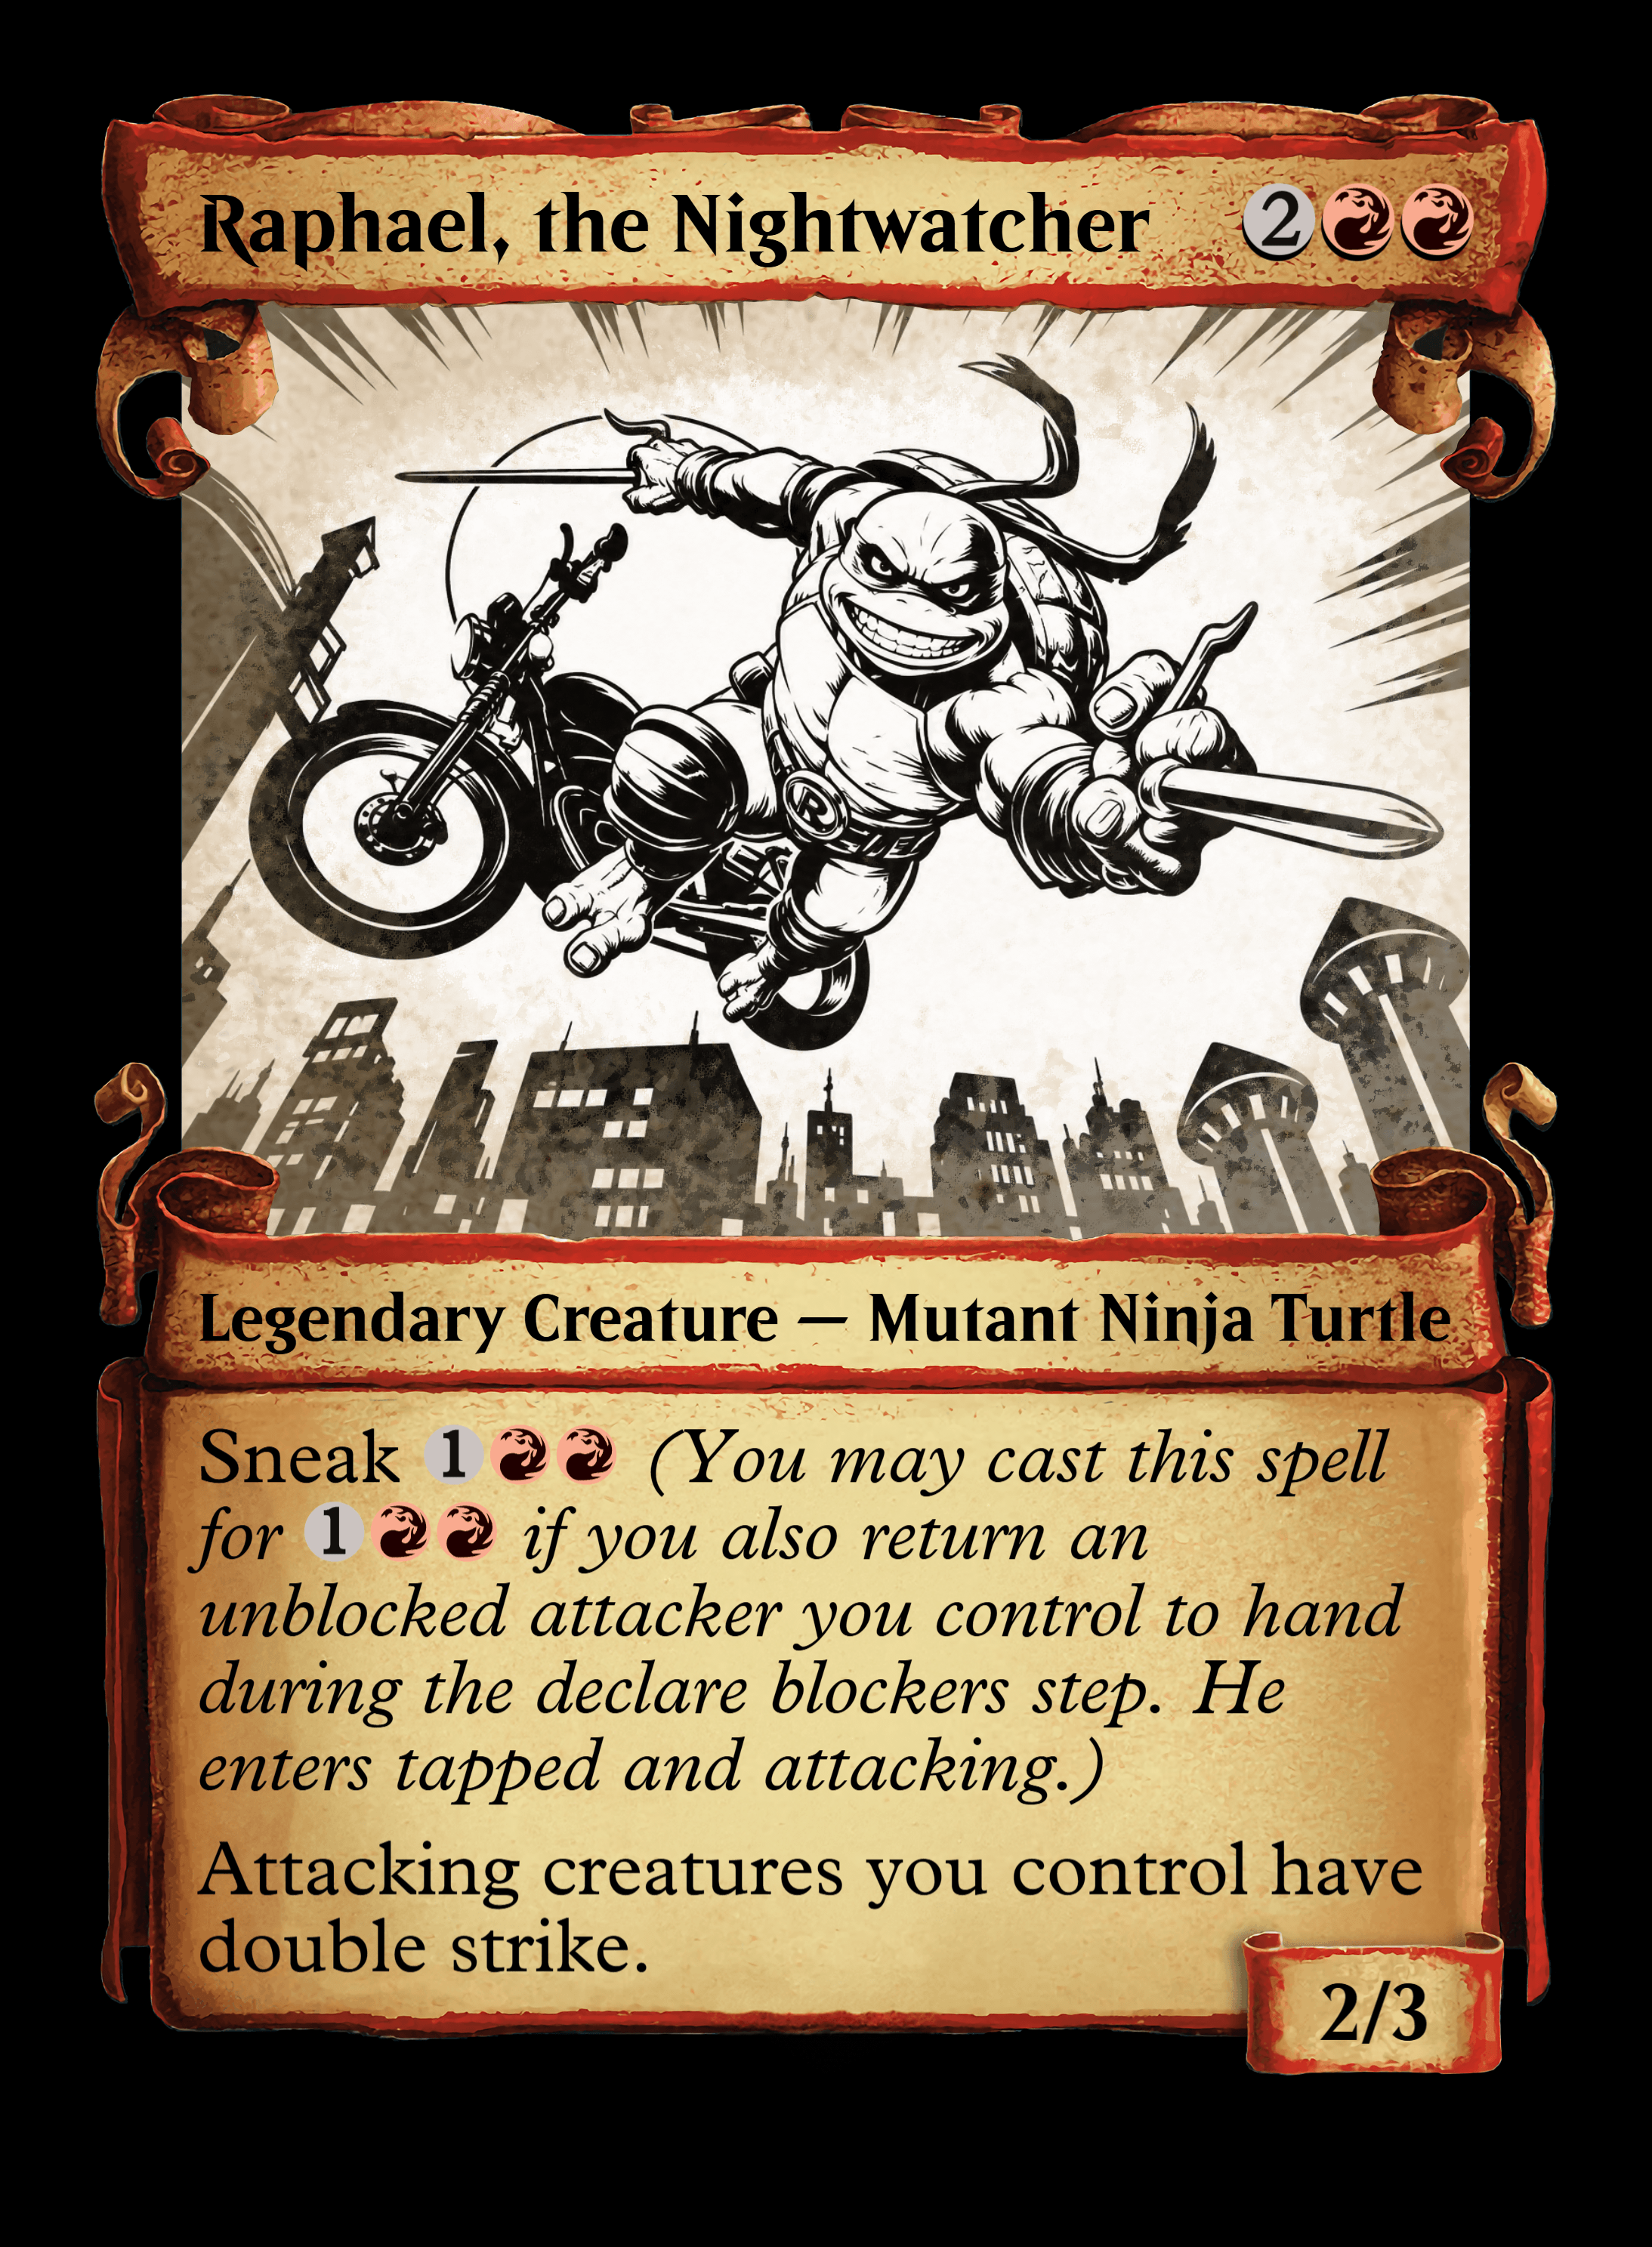 Raphael, the Nightwatcher 2
Legendary Creature — Mutant Ninja Turtle
Sneak 1 (You may cast this spell
for 1 if you also return an
unblocked attacker you control to hand
during the declare blockers step. He
enters tapped and attacking.)
Attacking creatures you control have
double strike.
2/3
R